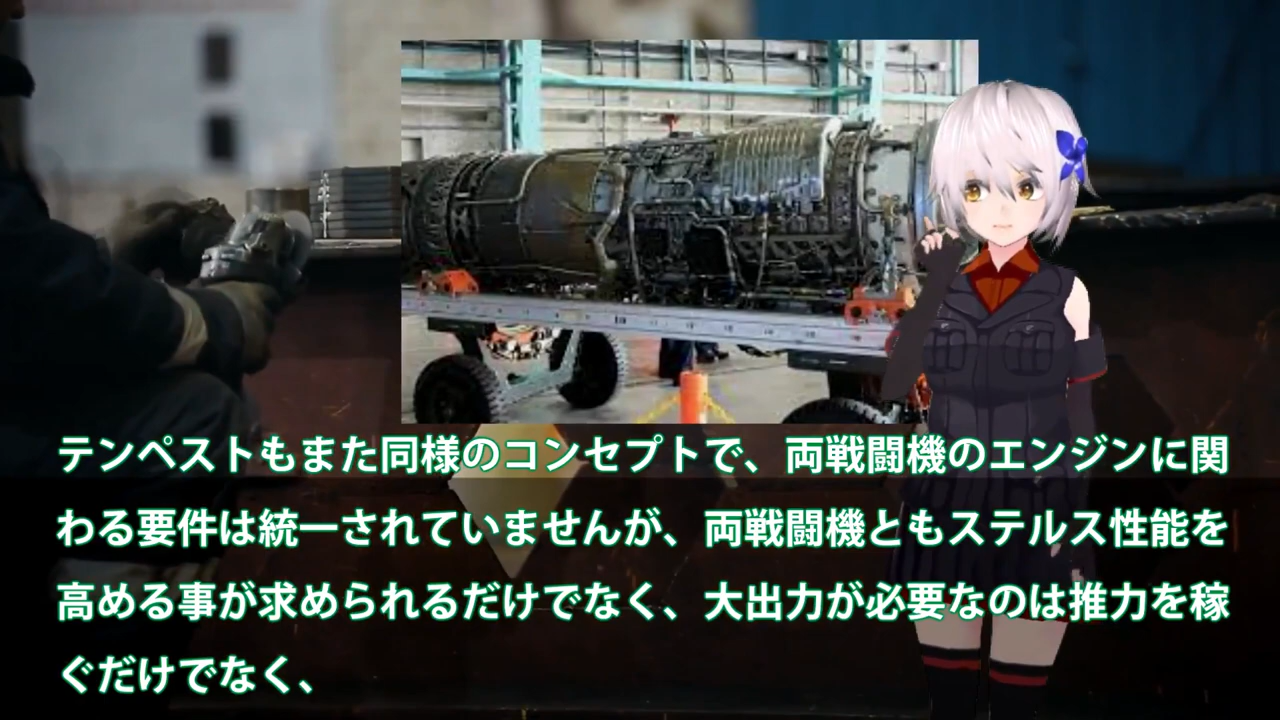 テンペストもまた同様のコンセプトで、両戦闘機のエンジンに関
わる要件は統一されていませんが、両戦闘機ともステルス性能を
高める事が求められるだけでなく、大出力が必要なのは推力を稼
ぐだけでなく、